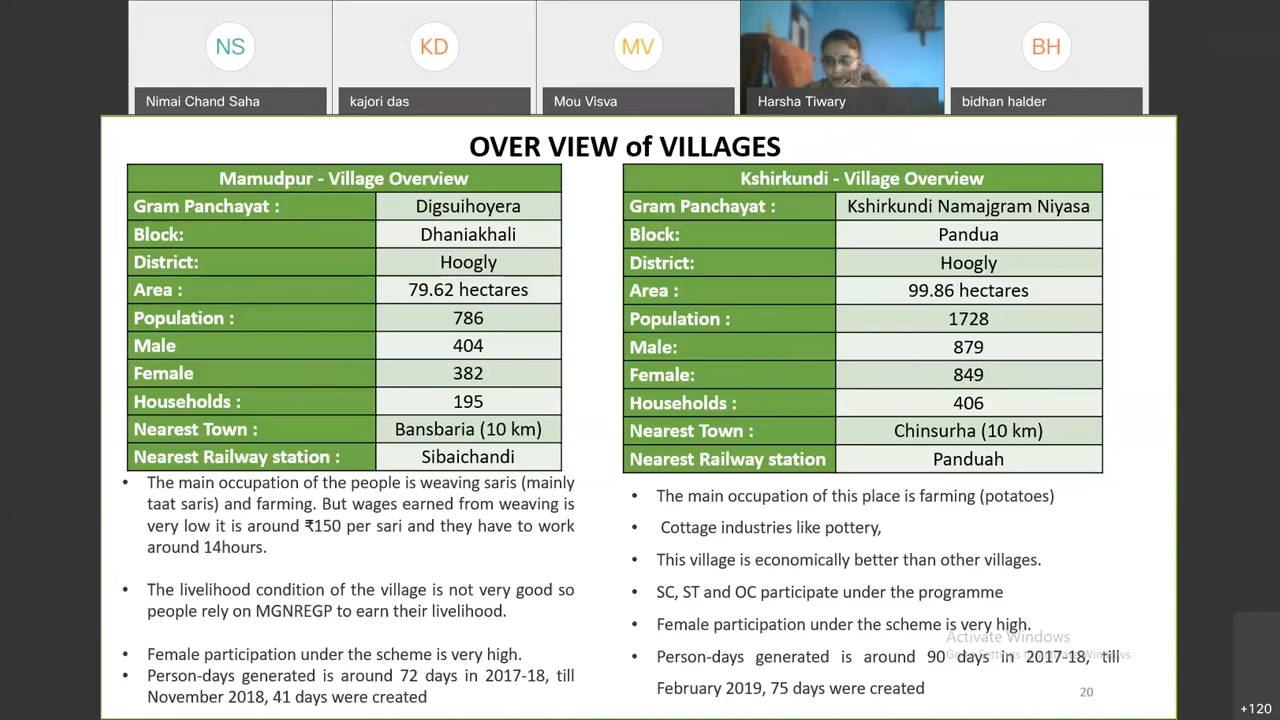 NS
KD
MV
BH
Nimai Chand Saha
kajori das
Mou Visva
Harsha Tiwary
bidhan halder
OVER VIEW of VILLAGES
Mamudpur - Village Overview
Gram Panchayat : Digsuihoyera
Block: Dhaniakhali
District: Hoogly
Area : 79.62 hectares
Population : 786
Male 404
Female 382
Households : 195
Nearest Town : Bansbaria (10 km)
Nearest Railway station : Sibaichandi
• The main occupation of the people is weaving saris (mainly
taat saris) and farming. But wages earned from weaving is
very low it is around ₹150 per sari and they have to work
around 14hours.
• The livelihood condition of the village is not very good so
people rely on MGNREGP to earn their livelihood.
• Female participation under the scheme is very high.
• Person-days generated is around 72 days in 2017-18, till
November 2018, 41 days were created
Kshirkundi - Village Overview
Gram Panchayat : Kshirkundi Namajgram Niyasa
Block: Pandua
District: Hoogly
Area : 99.86 hectares
Population : 1728
Male: 879
Female: 849
Households : 406
Nearest Town : Chinsurha (10 km)
Nearest Railway station Panduah
• The main occupation of this place is farming (potatoes)
• Cottage industries like pottery,
• This village is economically better than other villages.
• SC, ST and OC participate under the programme
• Female participation under the scheme is very high.
• Person-days generated is around 90 days in 2017-18, till
February 2019, 75 days were created
Activate Windows
Go to Settings to activate Windows.
20
+120